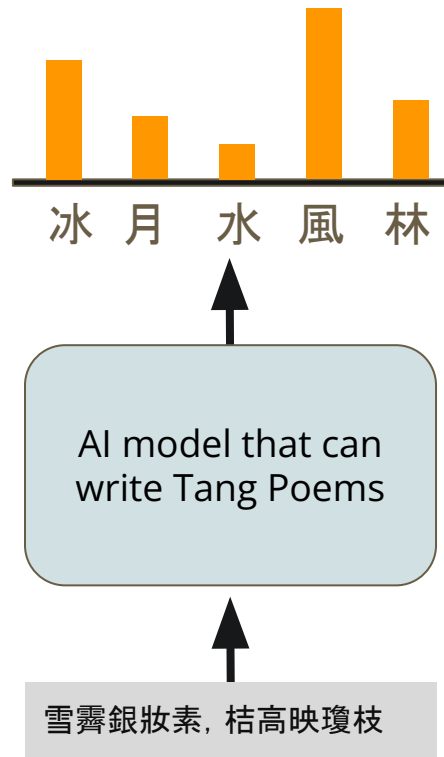 冰 月 水 風 林
AI model that can
write Tang Poems
雪霽銀妝素, 桔高映瓊枝